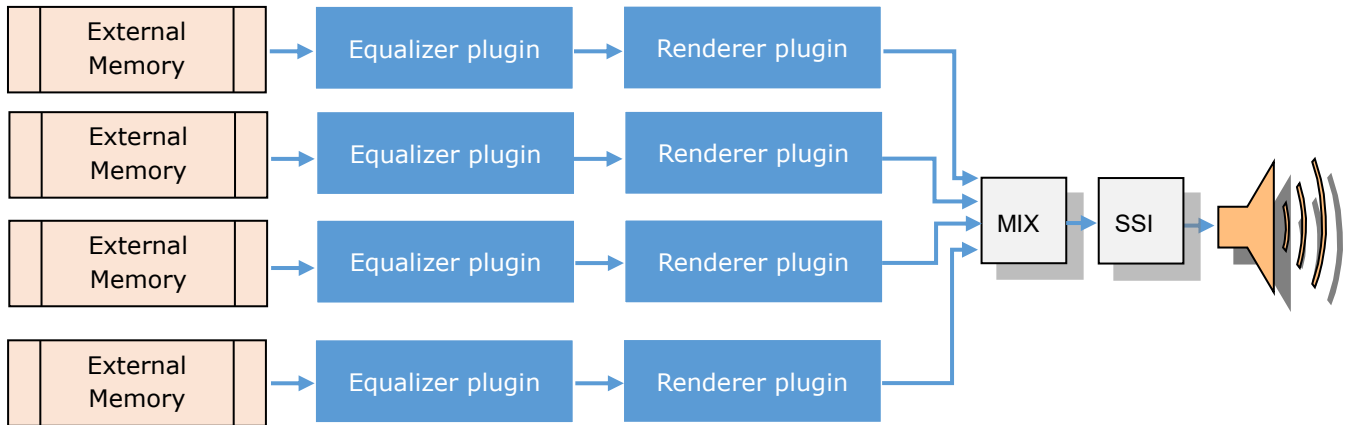 External
Memory
Equalizer plugin
Renderer plugin
External
Memory
Equalizer plugin
Renderer plugin
External
Memory
Equalizer plugin
Renderer plugin
MIX
SSI
External
Memory
Equalizer plugin
Renderer plugin